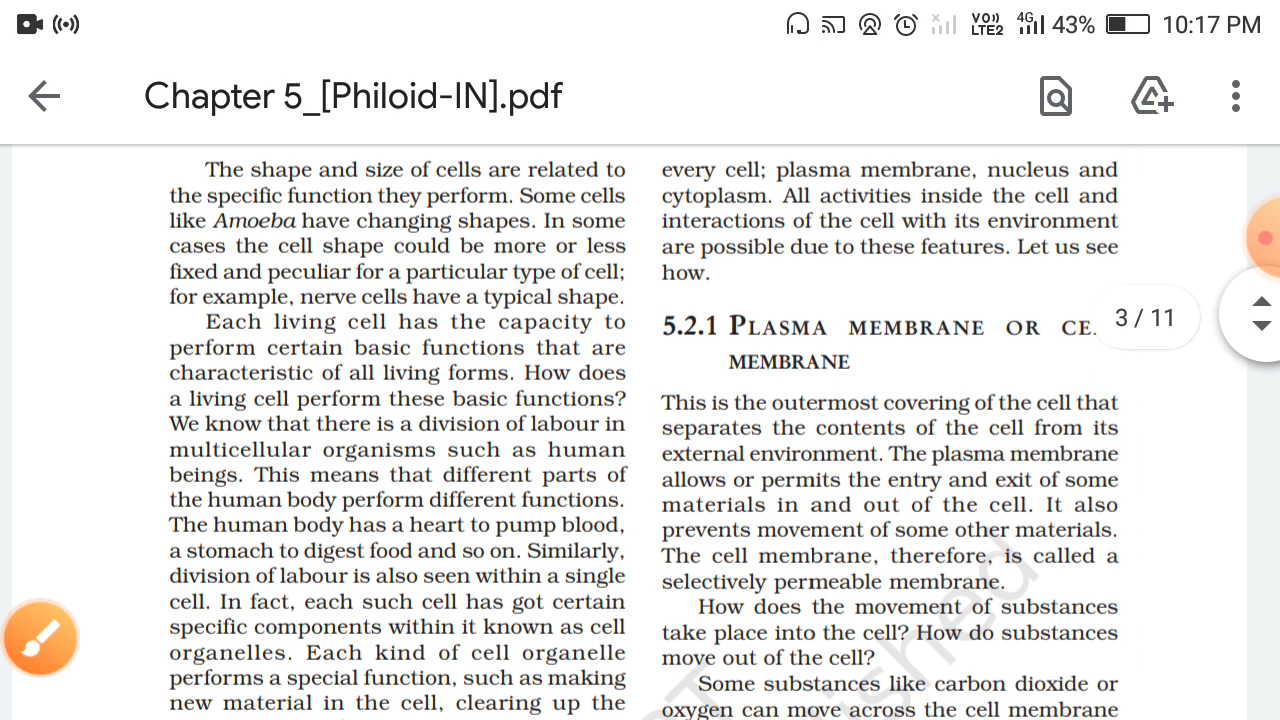 VO))
LTE2
4G
43%
10:17 PM
Chapter 5_[Philoid-IN].pdf
The shape and size of cells are related to
the specific function they perform. Some cells
like Amoeba have changing shapes. In some
cases the cell shape could be more or less
fixed and peculiar for a particular type of cell;
for example, nerve cells have a typical shape.
Each living cell has the capacity to
perform certain basic functions that are
characteristic of all living forms. How does
a living cell perform these basic functions?
We know that there is a division of labour in
multicellular organisms such as human
beings. This means that different parts of
the human body perform different functions.
The human body has a heart to pump blood,
a stomach to digest food and so on. Similarly,
division of labour is also seen within a single
cell. In fact, each such cell has got certain
specific components within it known as cell
organelles. Each kind of cell organelle
performs a special function, such as making
new material in the cell, clearing up the
every cell; plasma membrane, nucleus and
cytoplasm. All activities inside the cell and
interactions of the cell with its environment
are possible due to these features. Let us see
how.
5.2.1 PLASMA MEMBRANE OR CE
MEMBRANE
3 / 11
This is the outermost covering of the cell that
separates the contents of the cell from its
external environment. The plasma membrane
allows or permits the entry and exit of some
materials in and out of the cell. It also
prevents movement of some other materials.
The cell membrane, therefore, is called a
selectively permeable membrane.
How does the movement of substances
take place into the cell? How do substances
move out of the cell?
Some substances like carbon dioxide or
oxygen can move across the cell membrane